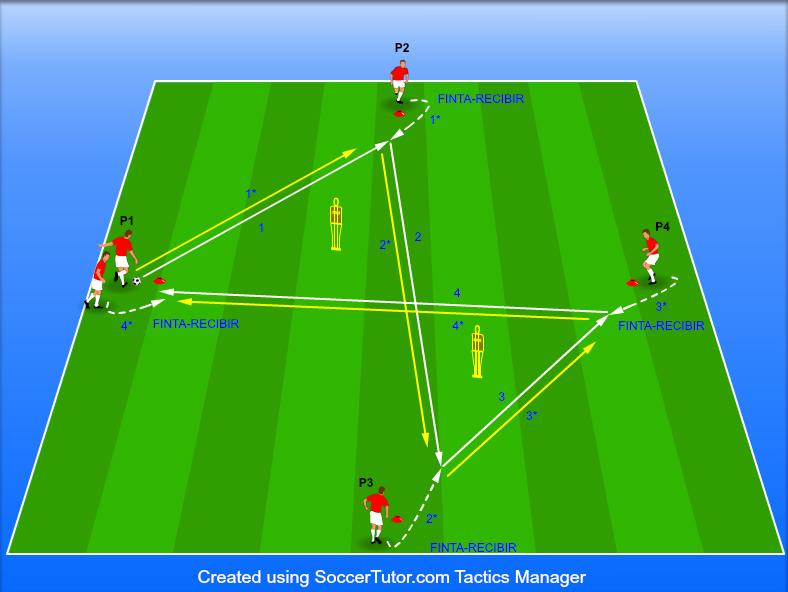 P2
FINTA-RECIBIR
1*
1*
P1
1
P4
2*
2
4
3*
4*
FINTA-RECIBIR
4*
FINTA-RECIBIR
3
3*
P3
2*
FINTA-RECIBIR
Created using SoccerTutor.com Tactics Manager